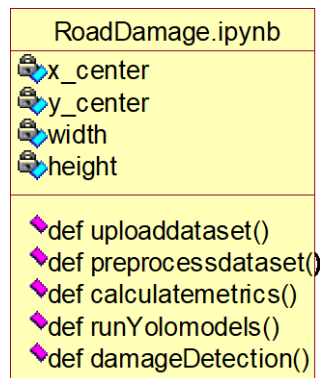 RoadDamage.ipynb
x_center
y_center
width
height
def uploaddataset()
def preprocessdataset()
def calculatemetrics()
def runYolomodels()
def damageDetection()